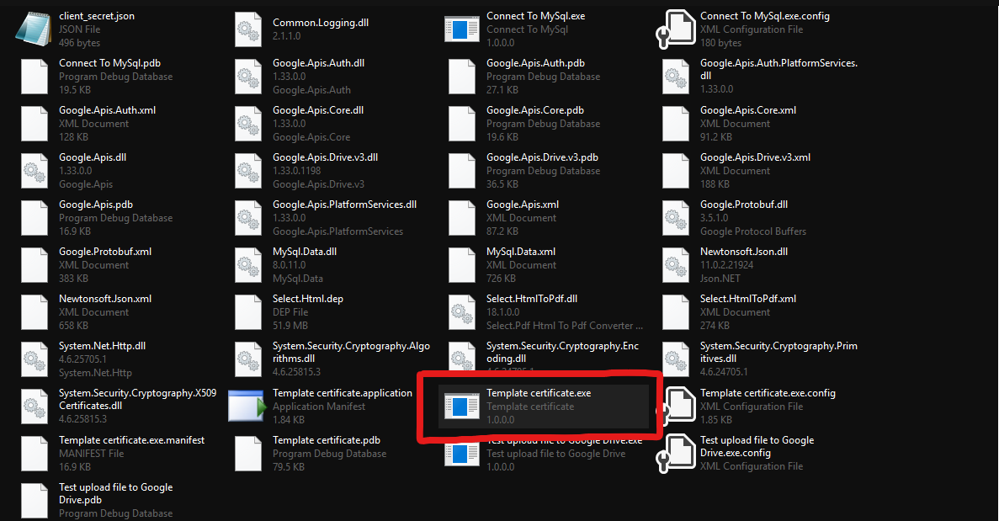 client_secret.json
JSON File
496 bytes
Common.Logging.dll
2.1.1.0
Connect To MySql.exe
Connect To MySql
1.0.0.0
Connect To MySql.exe.config
XML Configuration File
180 bytes
Connect To MySql.pdb
Program Debug Database
19.5 KB
Google.Apis.Auth.dll
1.33.0.0
Google.Apis.Auth
Google.Apis.Auth.pdb
Program Debug Database
27.1 KB
Google.Apis.Auth.PlatformServices.
dll
1.33.0.0
Google.Apis.Auth.xml
XML Document
128 KB
Google.Apis.Core.dll
1.33.0.0
Google.Apis.Core
Google.Apis.Core.pdb
Program Debug Database
19.6 KB
Google.Apis.Core.xml
XML Document
91.2 KB
Google.Apis.dll
1.33.0.0
Google.Apis
Google.Apis.Drive.v3.dll
1.33.0.1198
Google.Apis.Drive.v3
Google.Apis.Drive.v3.pdb
Program Debug Database
36.5 KB
Google.Apis.Drive.v3.xml
XML Document
188 KB
Google.Apis.pdb
Program Debug Database
16.9 KB
Google.Apis.PlatformServices.dll
1.33.0.0
Google.Apis.PlatformServices
Google.Apis.xml
XML Document
87.2 KB
Google.Protobuf.dll
3.5.1.0
Google Protocol Buffers
Google.Protobuf.xml
XML Document
383 KB
MySql.Data.dll
8.0.11.0
MySql.Data
MySql.Data.xml
XML Document
726 KB
Newtonsoft.Json.dll
11.0.2.21924
Json.NET
Newtonsoft.Json.xml
XML Document
658 KB
Select.Html.dep
DEP File
51.9 MB
Select.HtmlToPdf.dll
18.1.0.0
Select.Pdf Html To Pdf Converter ...
Select.HtmlToPdf.xml
XML Document
274 KB
System.Net.Http.dll
4.6.25705.1
System.Net.Http
System.Security.Cryptography.Algo
rithms.dll
4.6.25815.3
System.Security.Cryptography.Enc
oding.dll
4.6.24705.1
System.Security.Cryptography.Prim
itives.dll
4.6.24705.1
System.Security.Cryptography.X509
Certificates.dll
4.6.25815.3
Template certificate.application
Application Manifest
1.84 KB
Template certificate.exe
Template certificate
1.0.0.0
Template certificate.exe.config
XML Configuration File
1.85 KB
Template certificate.exe.manifest
MANIFEST File
16.9 KB
Template certificate.pdb
Program Debug Database
79.5 KB
Test upload file to Google Drive.exe
Test upload file to Google Drive
1.0.0.0
Test upload file to Google
Drive.exe.config
XML Configuration File
Test upload file to Google
Drive.pdb
Program Debug Database